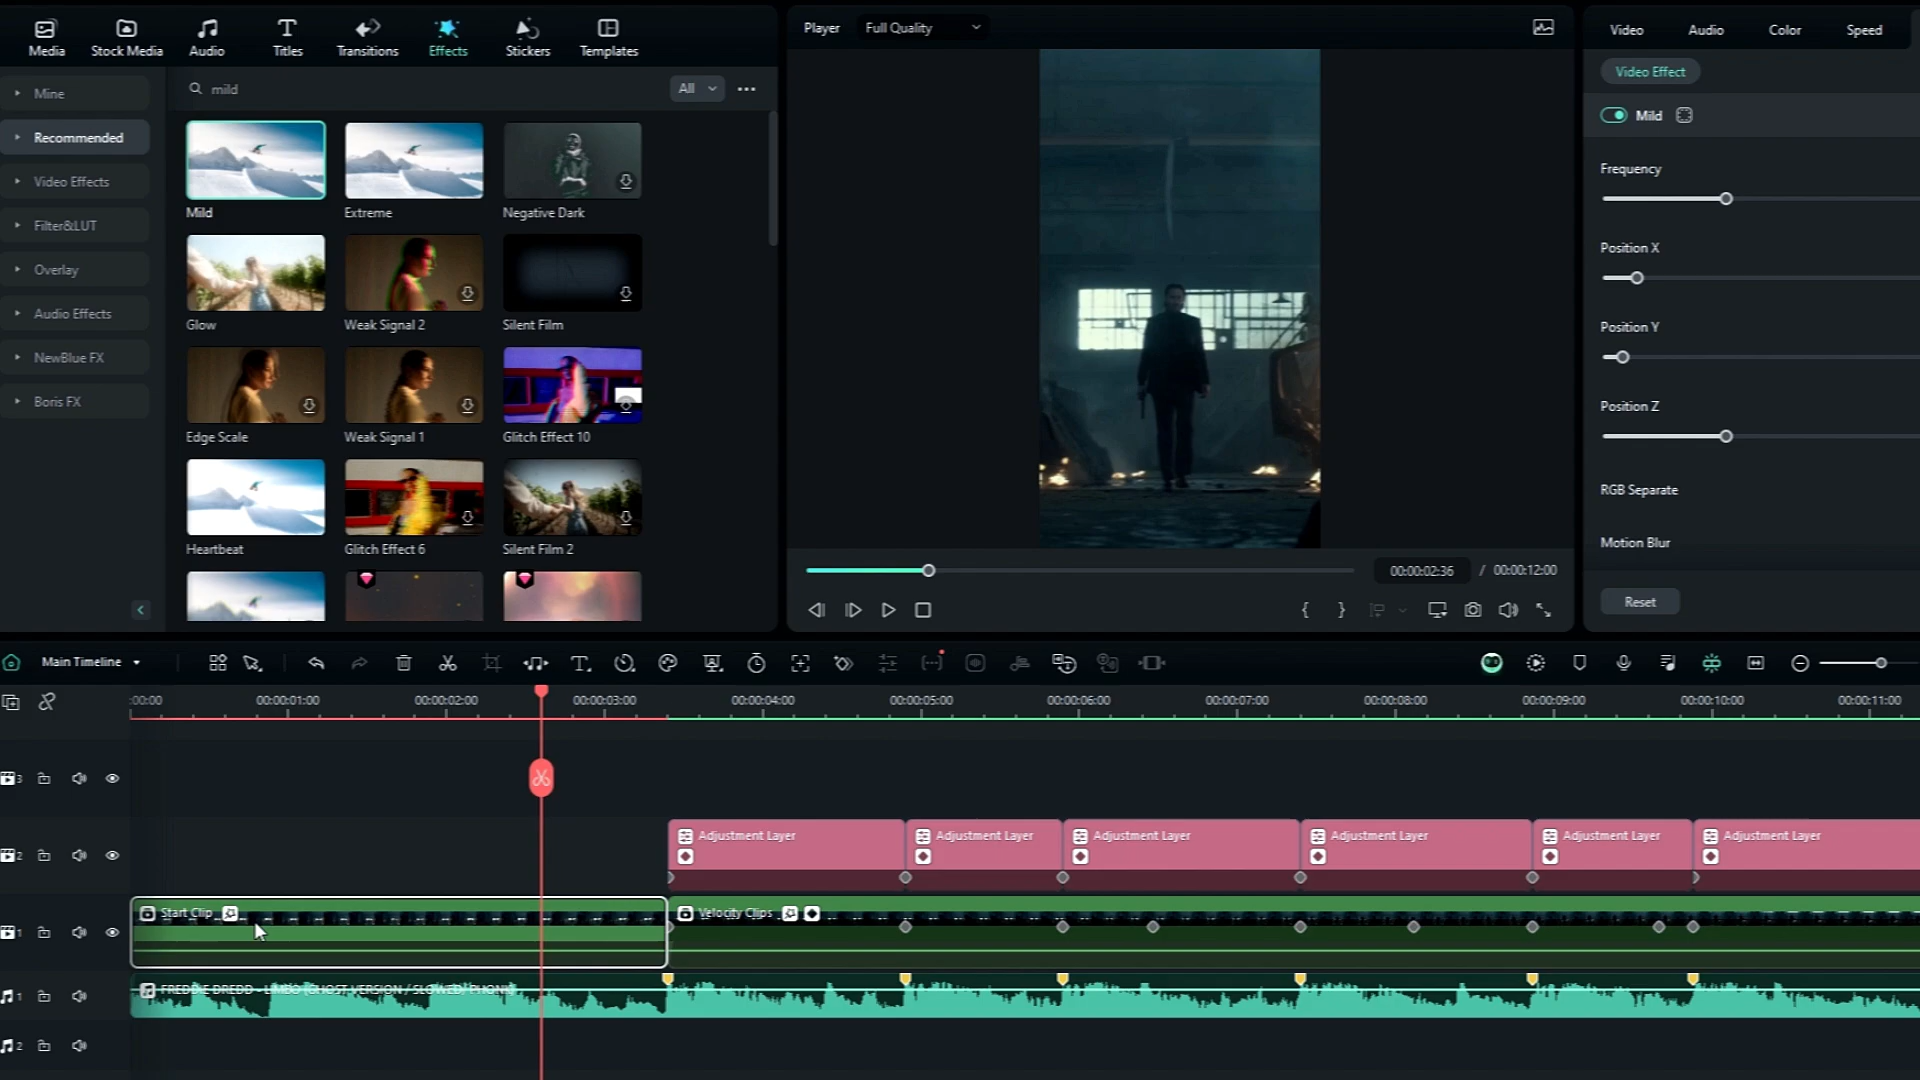 Media
Stock Media
Audio
Titles
Transitions
Effects
Stickers
Templates
Mine
Recommended
Video Effects
Filter&LUT
Overlay
Audio Effects
NewBlue FX
Boris FX
mild
All
Mild
Extreme
Negative Dark
Glow
Weak Signal 2
Silent Film
Edge Scale
Weak Signal 1
Glitch Effect 10
Heartbeat
Glitch Effect 6
Silent Film 2
Player
Full Quality
00:00:02:36 / 00:00:12:00
Video
Audio
Color
Speed
Video Effect
Mild
Frequency
Position X
Position Y
Position Z
RGB Separate
Motion Blur
Reset
Main Timeline
:00:00
00:00:01:00
00:00:02:00
00:00:03:00
00:00:04:00
00:00:05:00
00:00:06:00
00:00:07:00
00:00:08:00
00:00:09:00
00:00:10:00
00:00:11:00
3
2
Adjustment Layer
Adjustment Layer
Adjustment Layer
Adjustment Layer
Adjustment Layer
Adjustment Layer
1
Start Clip
Velocity Clips
1
FREDDIE DREDD - LIMBO (GHOST VERSION / SLOWED) PHONK
2